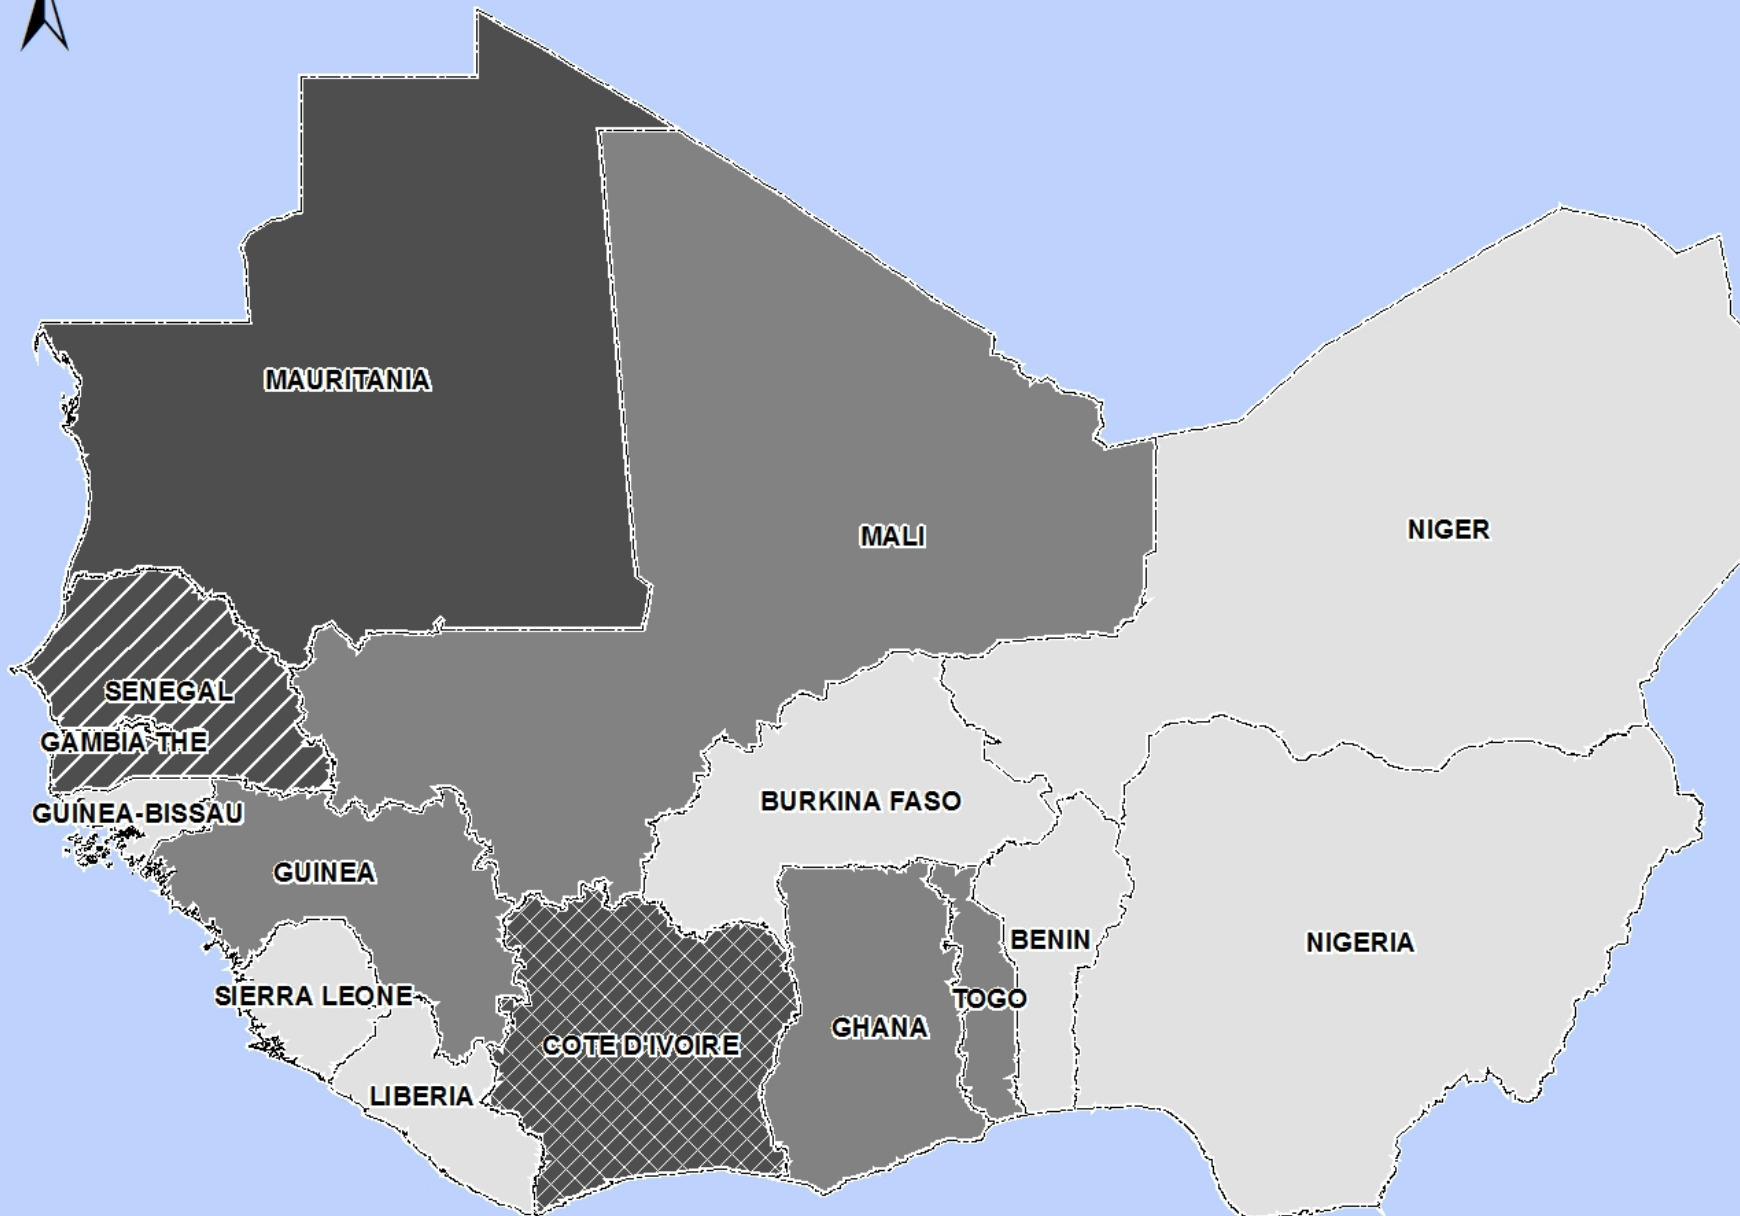 MAURITANIA
MALI
NIGER
SENEGAL
GAMBIA THE
GUINEA-BISSAU
BURKINA FASO
GUINEA
BENIN
NIGERIA
SIERRA LEONE
TOGO
GHANA
COTE D'IVOIRE
LIBERIA